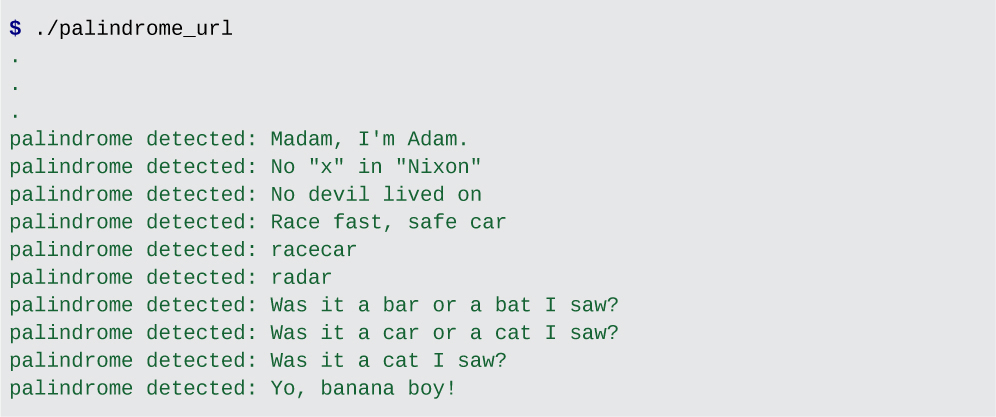 $ ./palindrome_url
.
.
.
palindrome detected: Madam, I'm Adam.
palindrome detected: No "x" in "Nixon"
palindrome detected: No devil lived on
palindrome detected: Race fast, safe car
palindrome detected: racecar
palindrome detected: radar
palindrome detected: Was it a bar or a bat I saw?
palindrome detected: Was it a car or a cat I saw?
palindrome detected: Was it a cat I saw?
palindrome detected: Yo, banana boy!